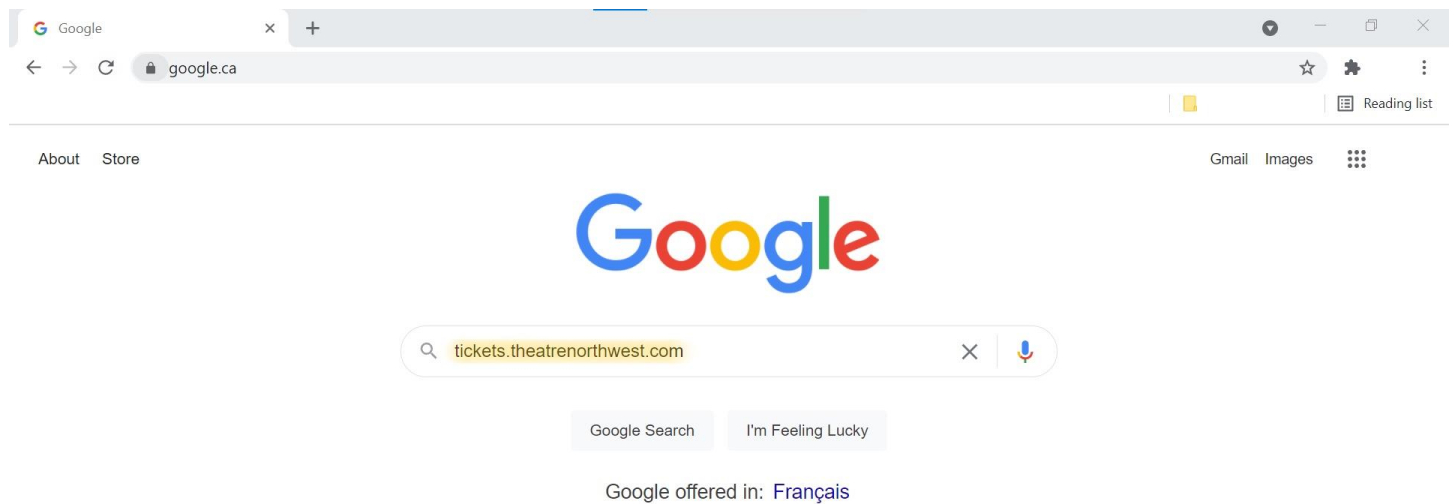 Google
google.ca
Reading list
About Store
Gmail Images
Google
tickets.theatrenorthwest.com
Google Search I'm Feeling Lucky
Google offered in: Français